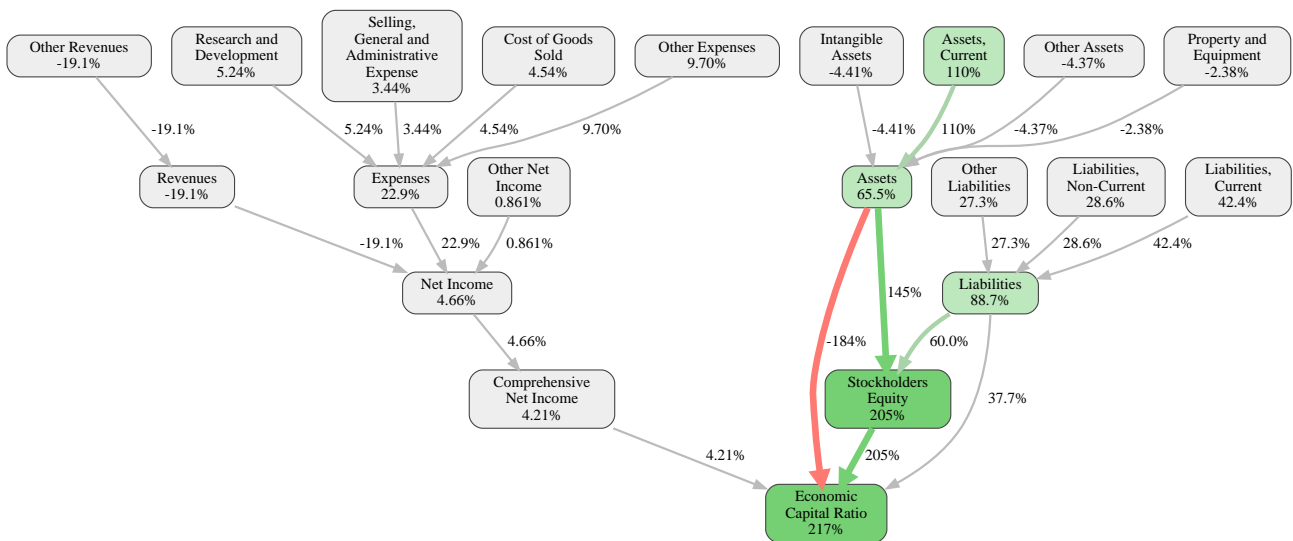 Other Revenues
-19.1%
Research and
Development
5.24%
Selling,
General and
Administrative
Expense
3.44%
Cost of Goods
Sold
4.54%
Other Expenses
9.70%
Intangible
Assets
-4.41%
Assets,
Current
110%
Other Assets
-4.37%
Property and
Equipment
-2.38%
-19.1%
5.24%
3.44%
4.54%
9.70%
-4.41%
110%
-4.37%
-2.38%
Revenues
-19.1%
Expenses
22.9%
Other Net
Income
0.861%
Assets
65.5%
Other
Liabilities
27.3%
Liabilities,
Non-Current
28.6%
Liabilities,
Current
42.4%
-19.1%
22.9%
0.861%
27.3%
28.6%
42.4%
Net Income
4.66%
145%
Liabilities
88.7%
4.66%
-184%
60.0%
Comprehensive
Net Income
4.21%
Stockholders
Equity
205%
37.7%
4.21%
205%
Economic
Capital Ratio
217%